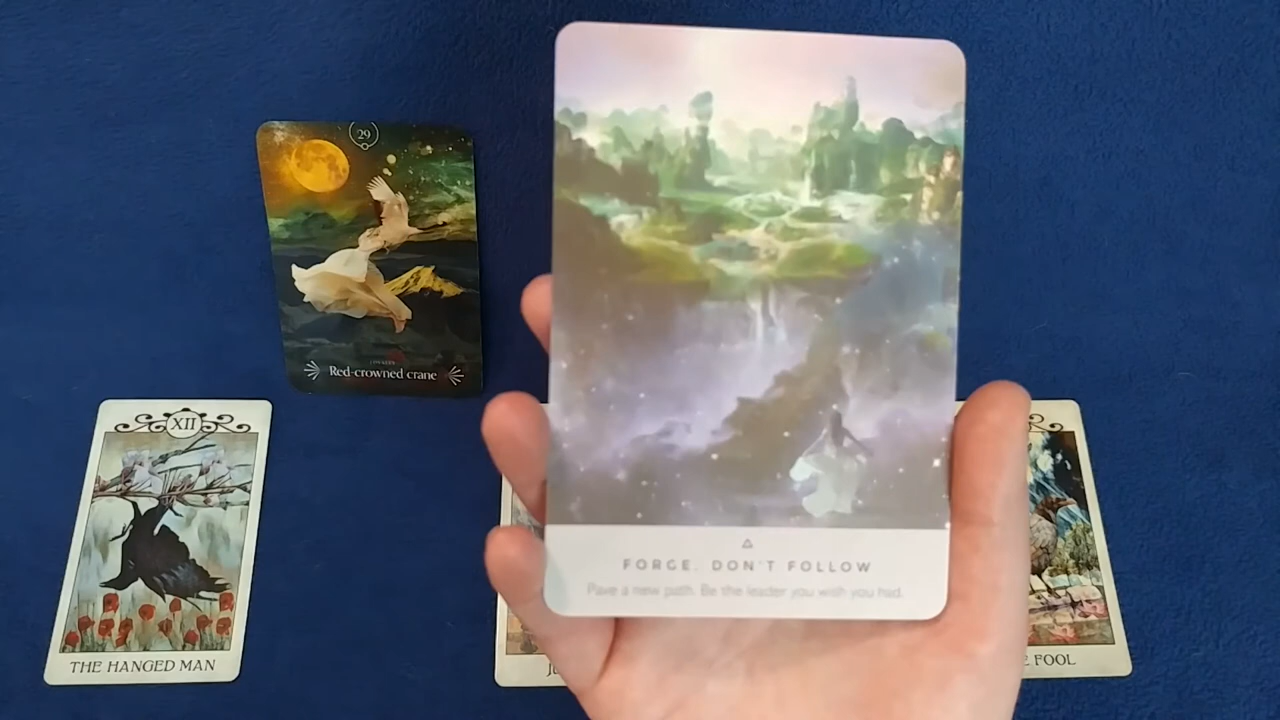 29
Red-crowned crane
XII
THE HANGED MAN
FORGE, DON'T FOLLOW
Pave a new path. Be the leader you wish you had.
FOOL